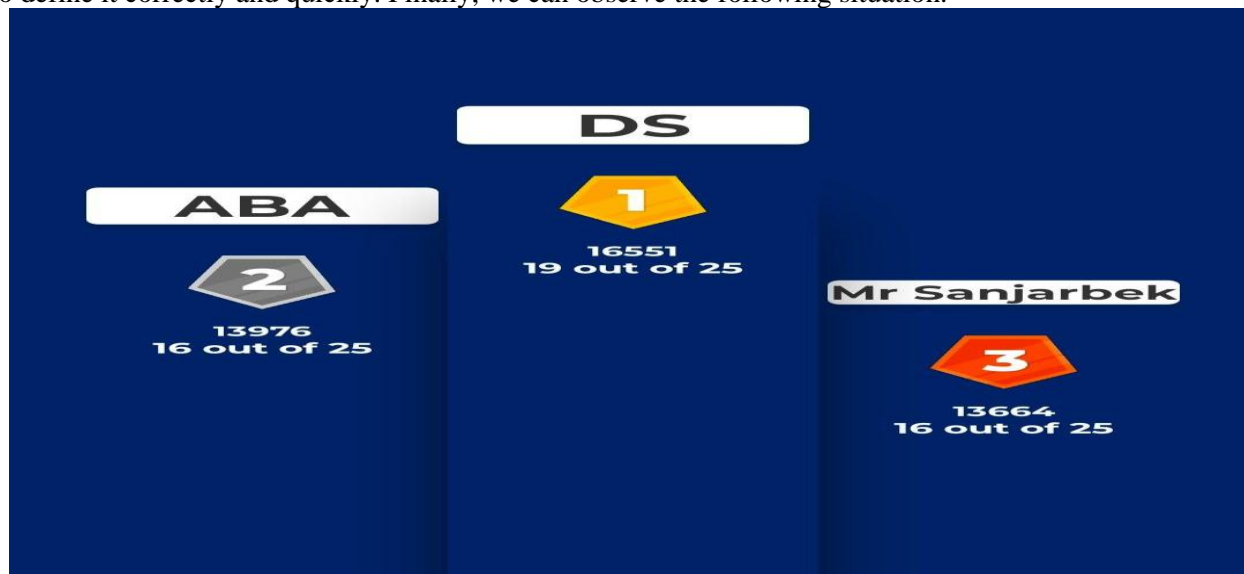 o define it correctly and quickly. Finally, we can observe the following situation.
DS
1
16551
19 out of 25
ABA
2
13976
16 out of 25
Mr Sanjarbek
3
13664
16 out of 25